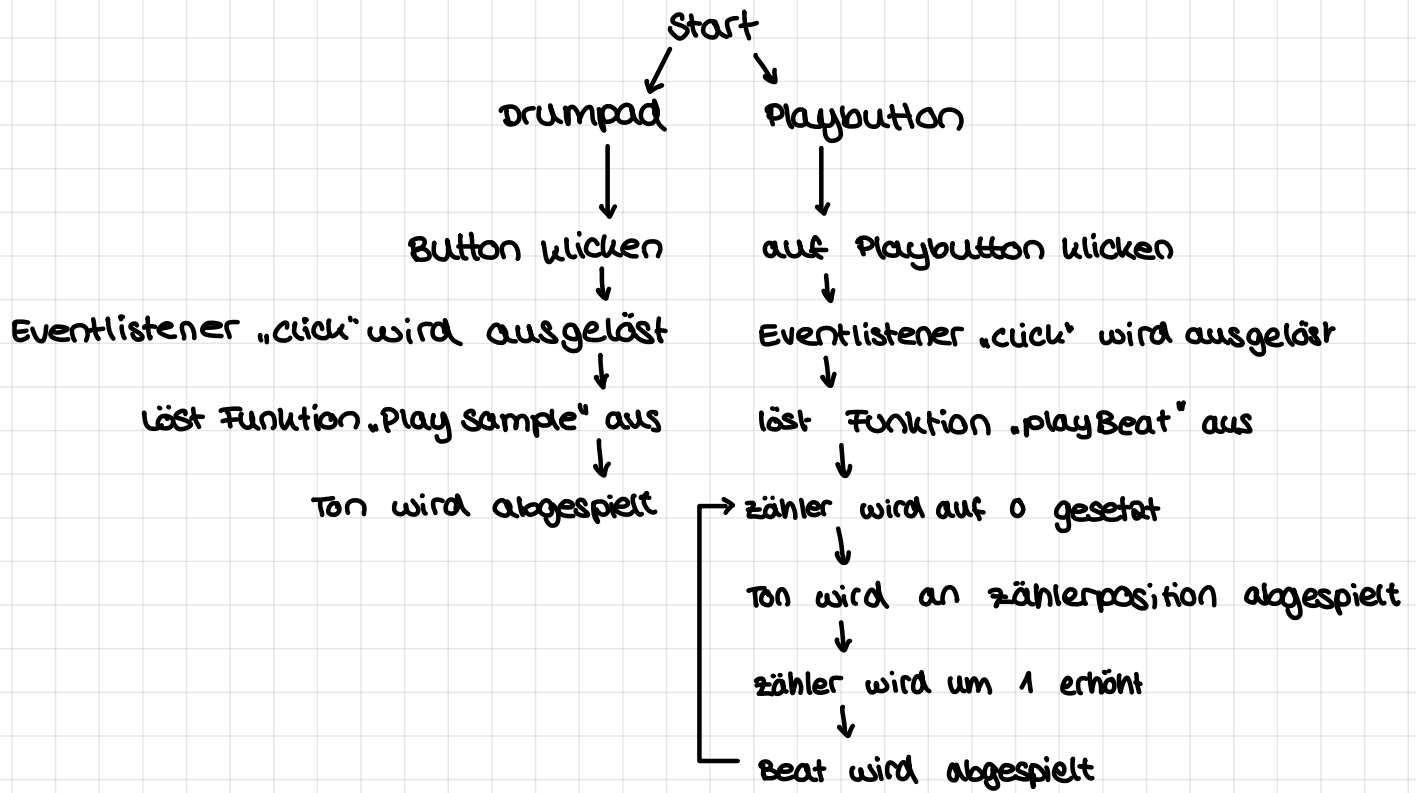 Start
Drumpad Playbutton
Button klicken auf Playbutton klicken
Eventlistener „click“ wird ausgelöst Eventlistener „click“ wird ausgelöst
löst Funktion „Play Sample“ aus löst Funktion „playBeat“ aus
Ton wird abgespielt Zähler wird auf 0 gesetzt
Ton wird an Zählerposition abgespielt
Zähler wird um 1 erhöht
Beat wird abgespielt